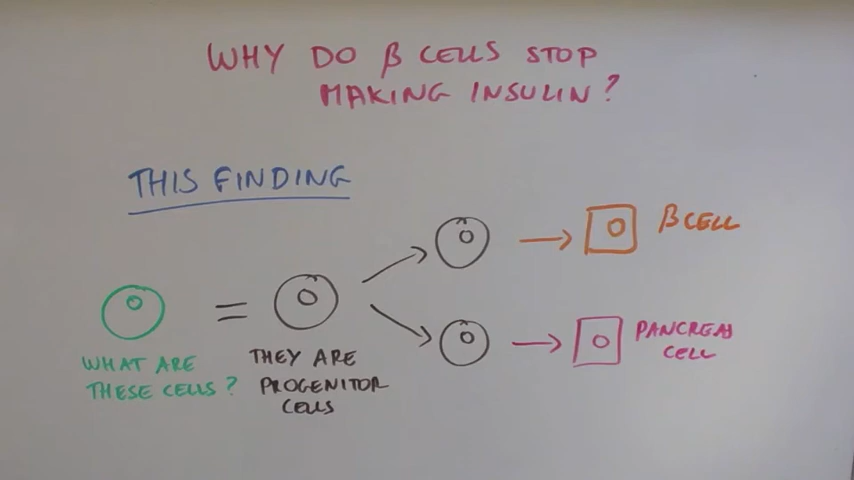 WHY DO β CELLS STOP
MAKING INSULIN?
THIS FINDING
β CELL
=
PANCREAS
CELL
WHAT ARE
THESE CELLS?
THEY ARE
PROGENITOR
CELLS